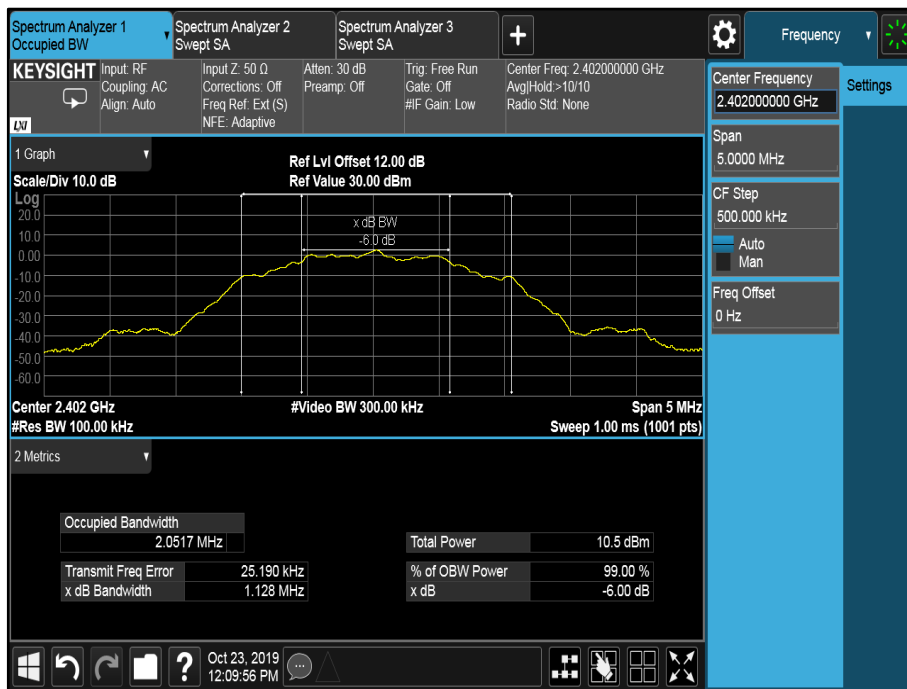 Spectrum Analyzer 1
Occupied BW
Spectrum Analyzer 2
Swept SA
Spectrum Analyzer 3
Swept SA
+
Frequency
KEYSIGHT
LXI
Input: RF
Coupling: AC
Align: Auto
Input Z: 50 Ω
Corrections: Off
Freq Ref: Ext (S)
NFE: Adaptive
Atten: 30 dB
Preamp: Off
Trig: Free Run
Gate: Off
#IF Gain: Low
Center Freq: 2.402000000 GHz
Avg|Hold:>10/10
Radio Std: None
Center Frequency
2.402000000 GHz
Settings
Span
5.0000 MHz
CF Step
500.000 kHz
Auto
Man
Freq Offset
0 Hz
1 Graph
Scale/Div 10.0 dB
Ref Lvl Offset 12.00 dB
Ref Value 30.00 dBm
Log
20.0
10.0
0.00
-10.0
-20.0
-30.0
-40.0
-50.0
-60.0
x dB BW
-6.0 dB
Center 2.402 GHz
#Res BW 100.00 kHz
#Video BW 300.00 kHz
Span 5 MHz
Sweep 1.00 ms (1001 pts)
2 Metrics
Occupied Bandwidth
2.0517 MHz
Total Power 10.5 dBm
Transmit Freq Error 25.190 kHz
x dB Bandwidth 1.128 MHz
% of OBW Power 99.00 %
x dB -6.00 dB
?
Oct 23, 2019
12:09:56 PM